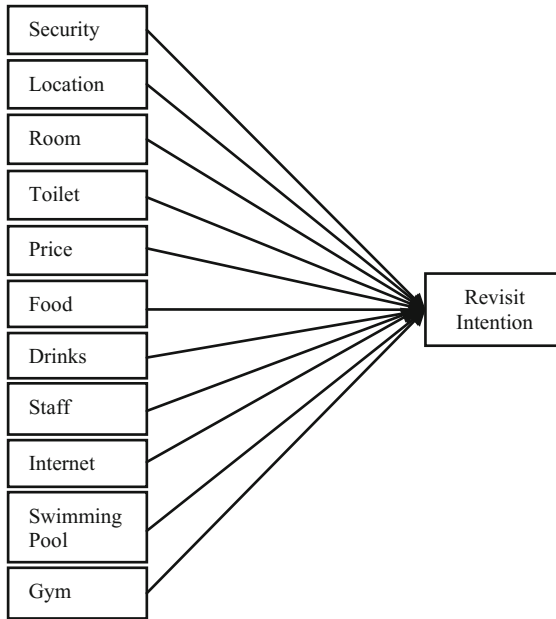 Security
Location
Room
Toilet
Price
Food
Drinks
Staff
Internet
Swimming
Pool
Gym
Revisit
Intention